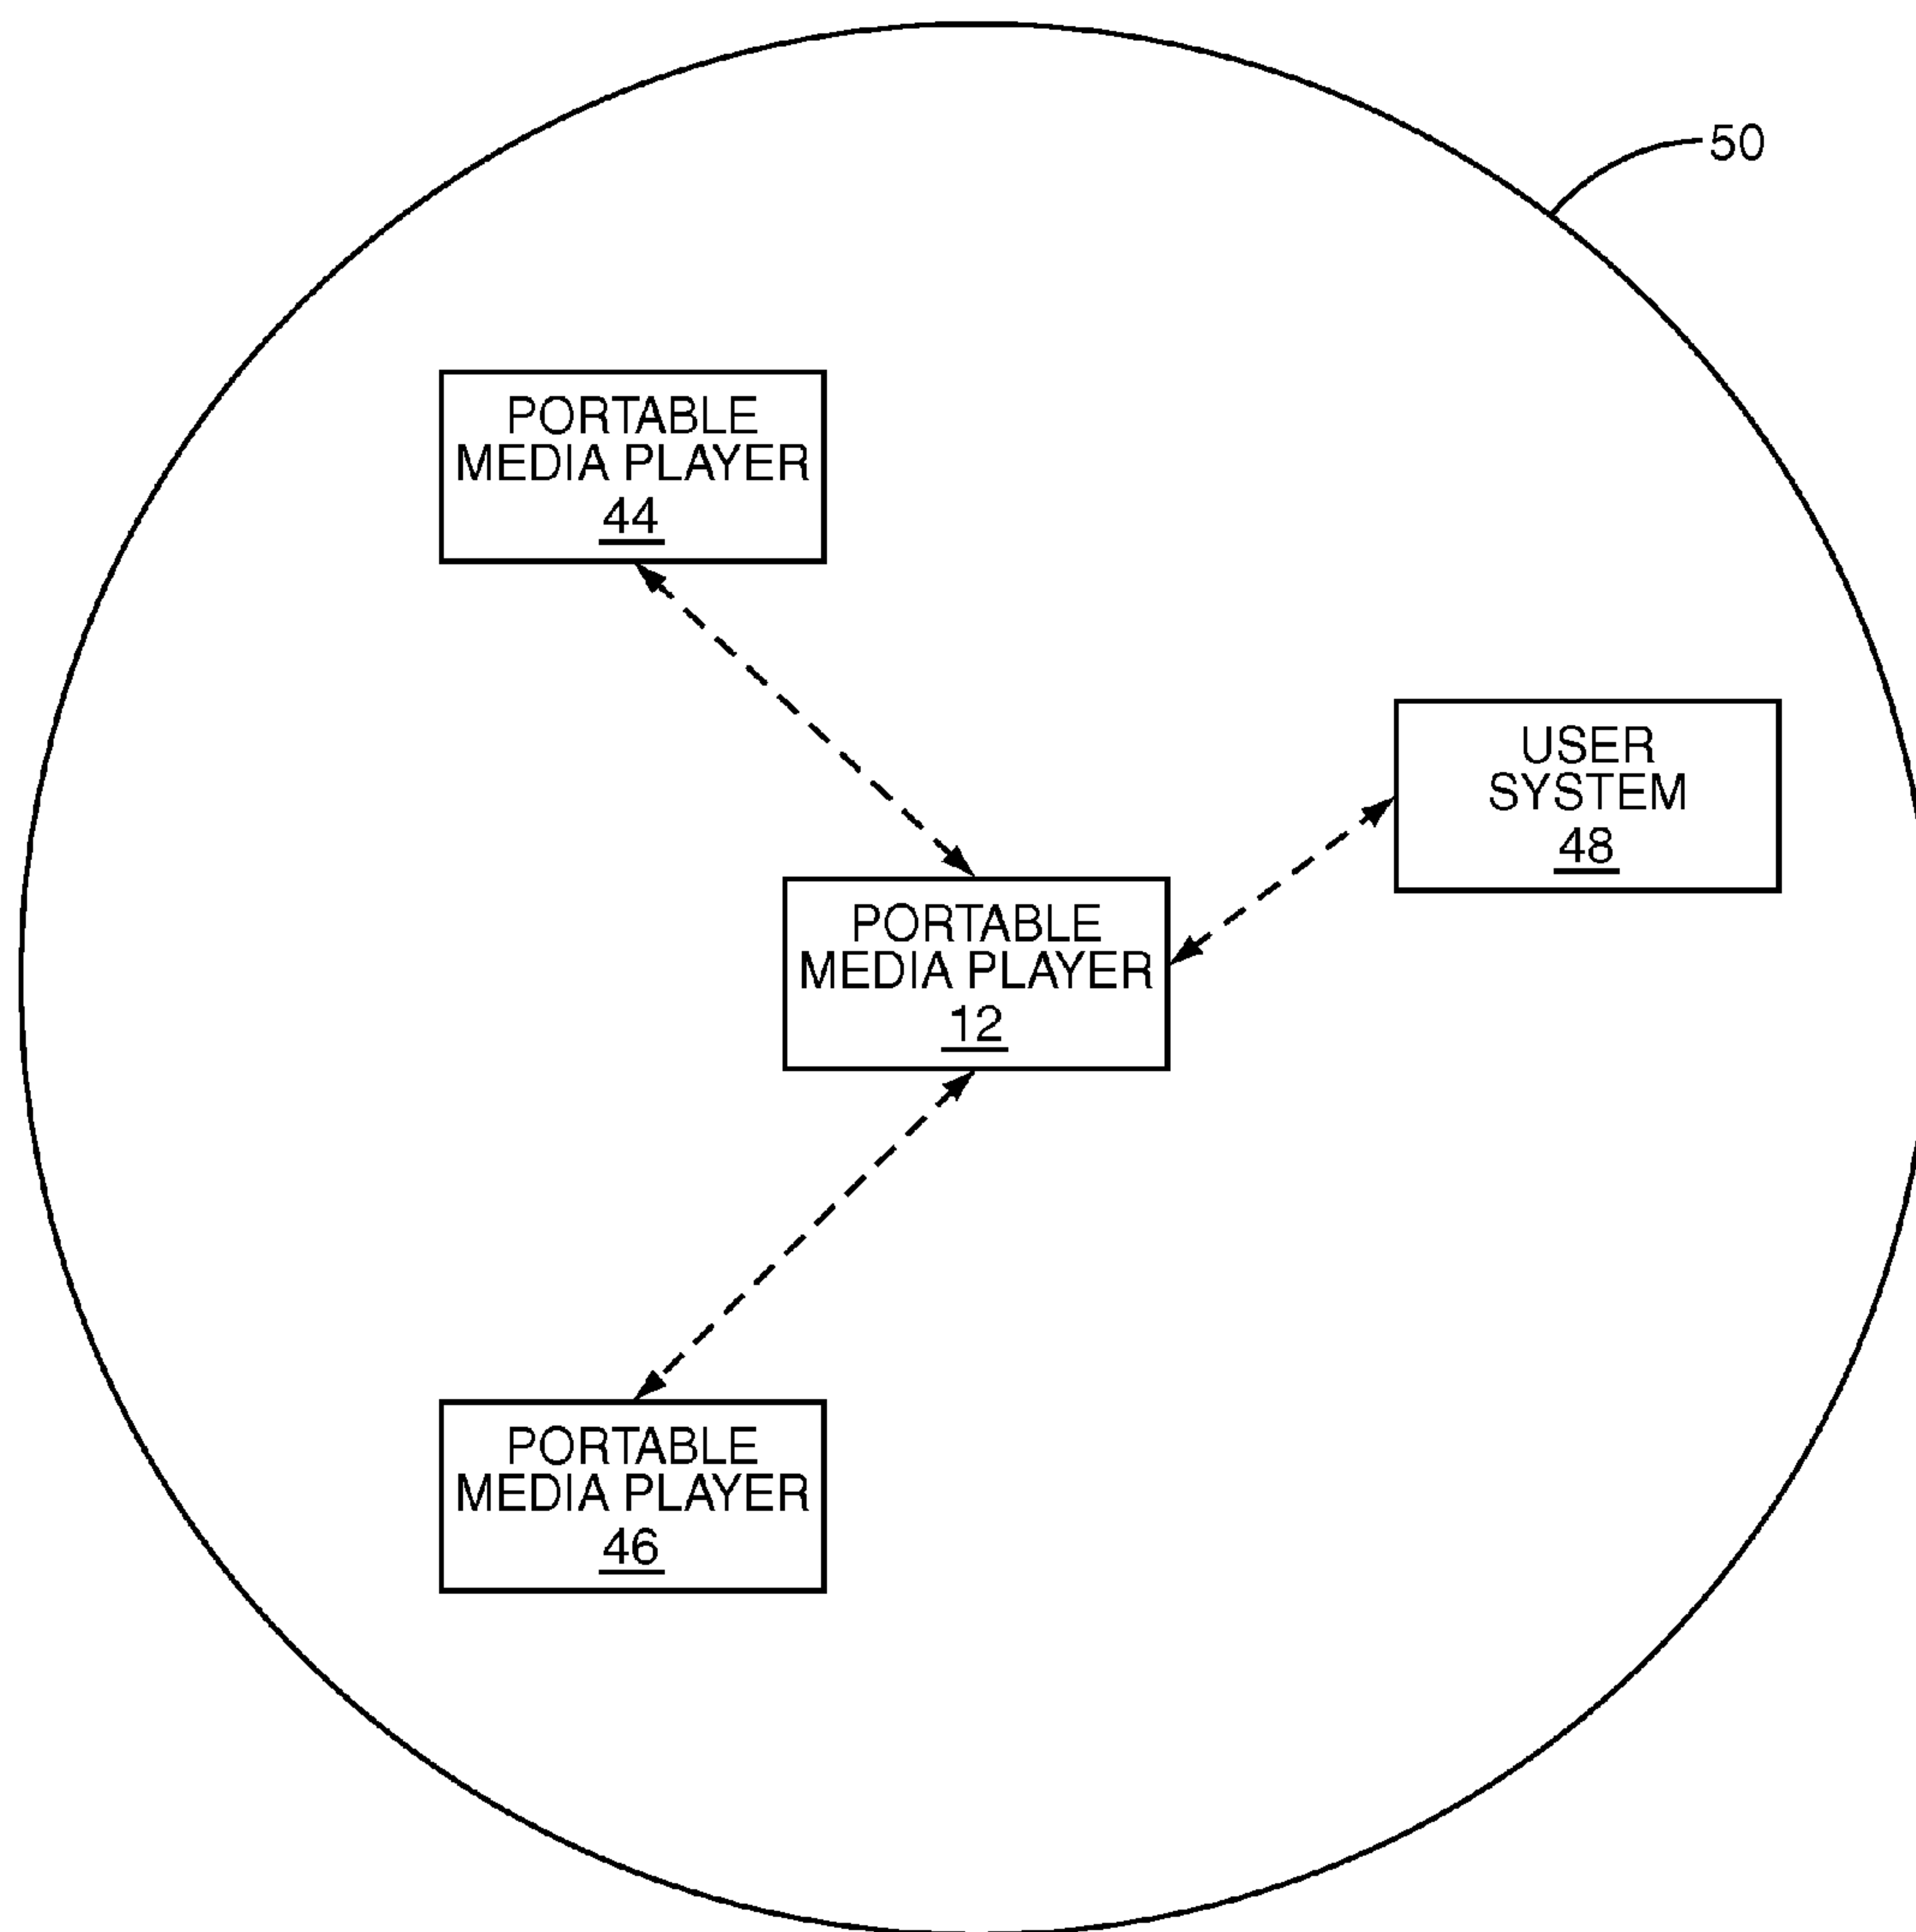 50
PORTABLE
MEDIA PLAYER
44
USER
SYSTEM
48
PORTABLE
MEDIA PLAYER
12
PORTABLE
MEDIA PLAYER
46